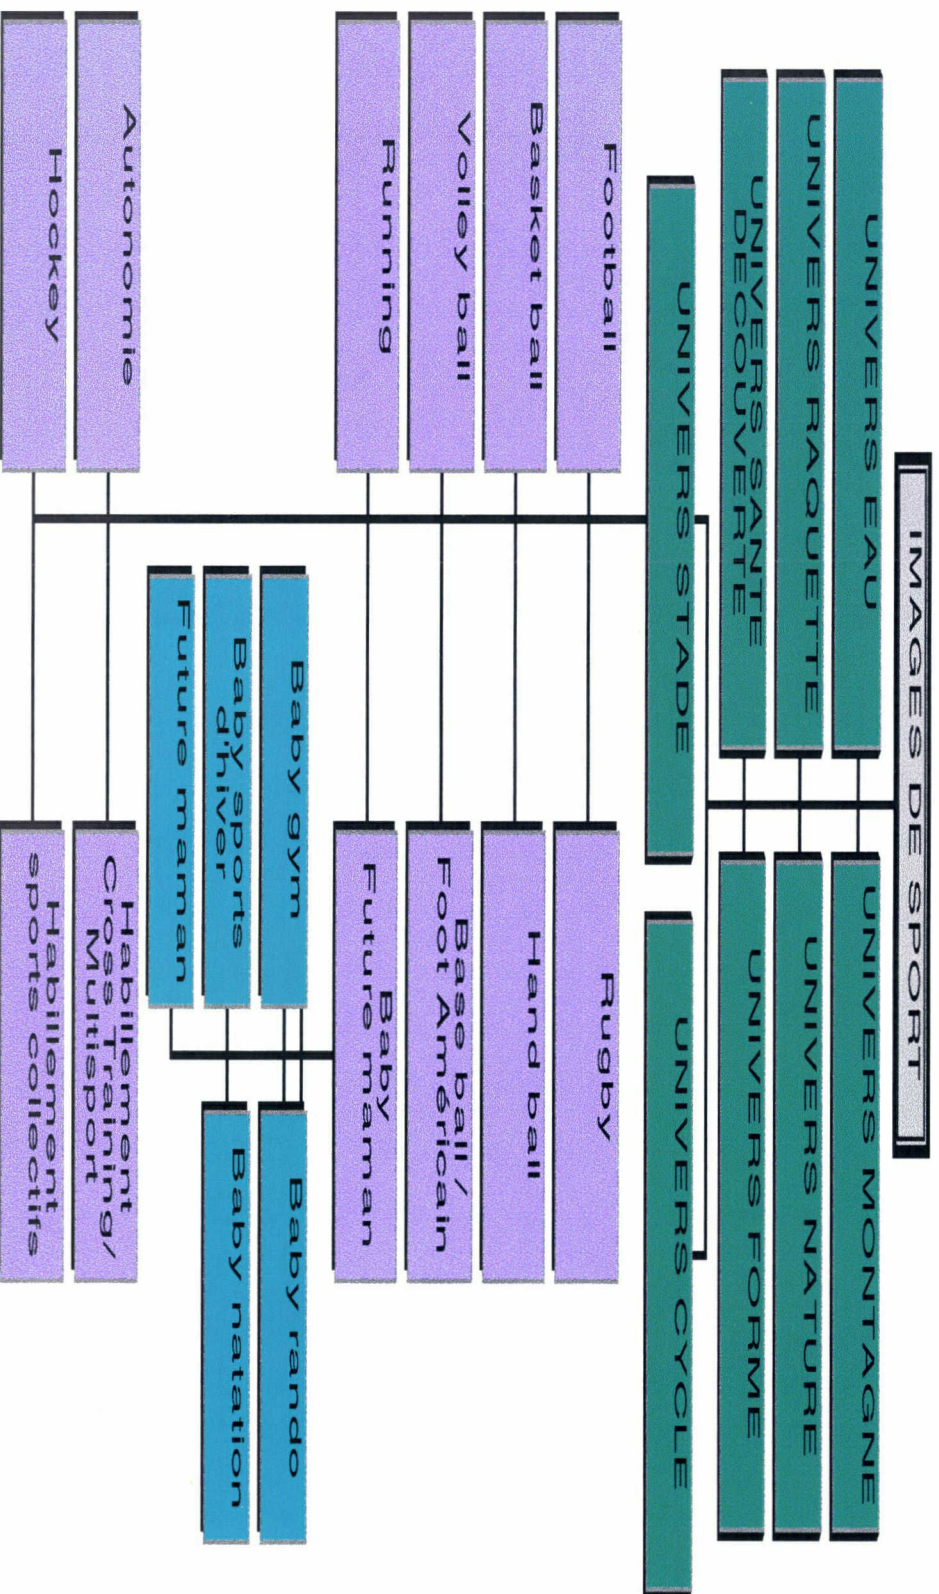 IMAGES DE SPORT
UNIVERS EAU
UNIVERS MONTAGNE
UNIVERS RAQUETTE
UNIVERS NATURE
UNIVERS SANTE
DECOUVERTE
UNIVERS FORME
UNIVERS STADE
UNIVERS CYCLE
Football
Rugby
Basket ball
Hand ball
Volley ball
Base ball /
Foot Américain
Running
Baby
Future maman
Baby gym
Baby rando
Baby sports
d'hiver
Baby natation
Future maman
Autonomie
Habillement
Cross Training/
Multisport
Hockey
Habillement
sports collectifs